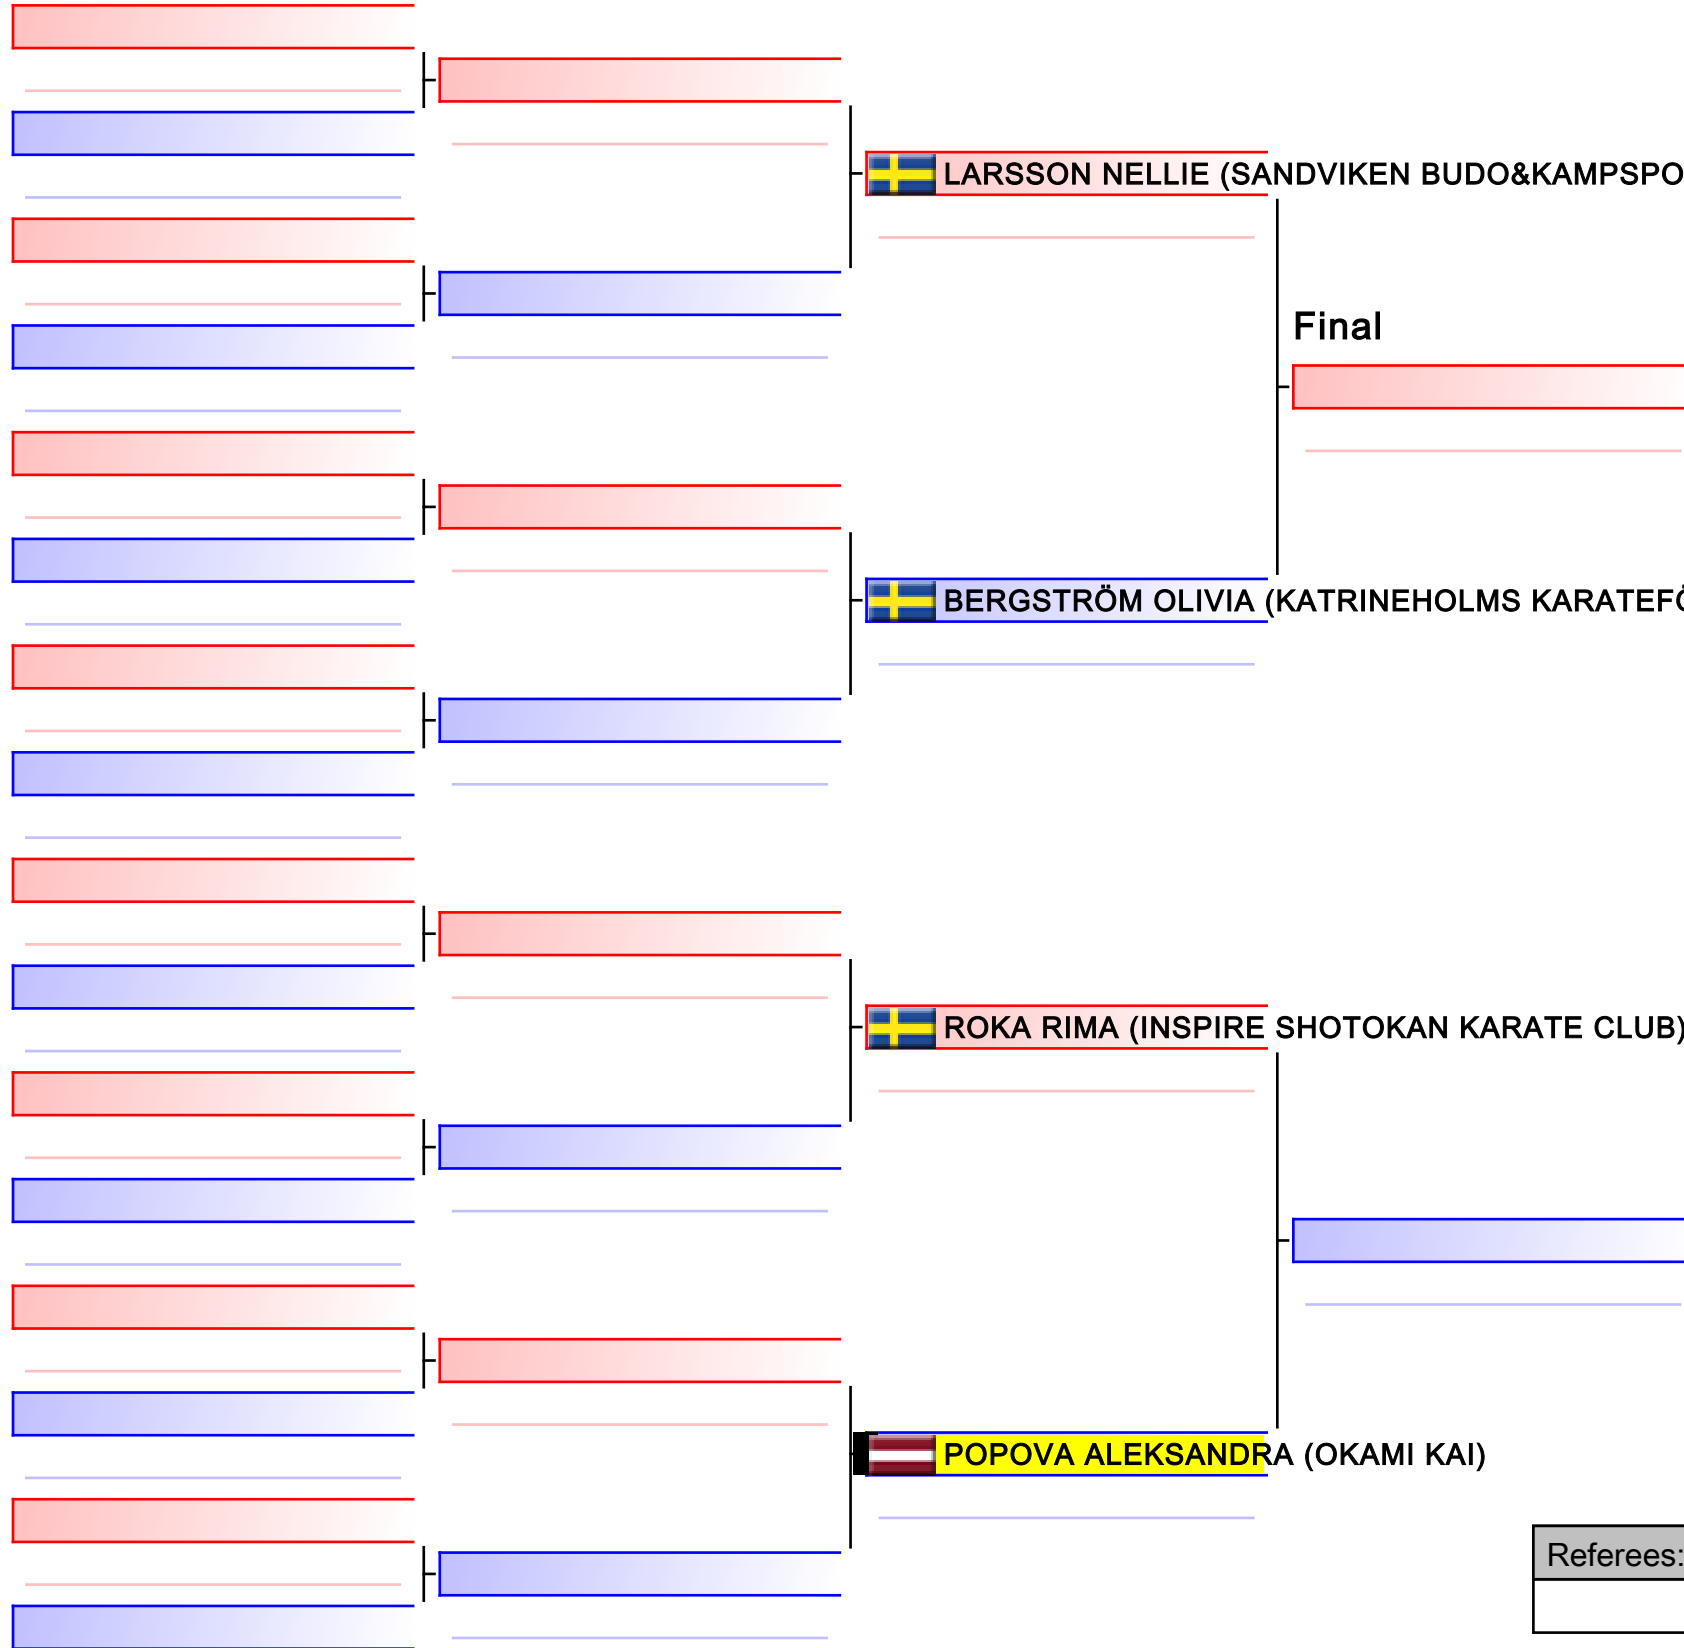 LARSSON NELLIE (SANDVIKEN BUDO&KAMPSPO
Final
BERGSTRÖM OLIVIA (KATRINEHOLMS KARATEFÖ
ROKA RIMA (INSPIRE SHOTOKAN KARATE CLUB)
POPOVA ALEKSANDRA (OKAMI KAI)
Referees: